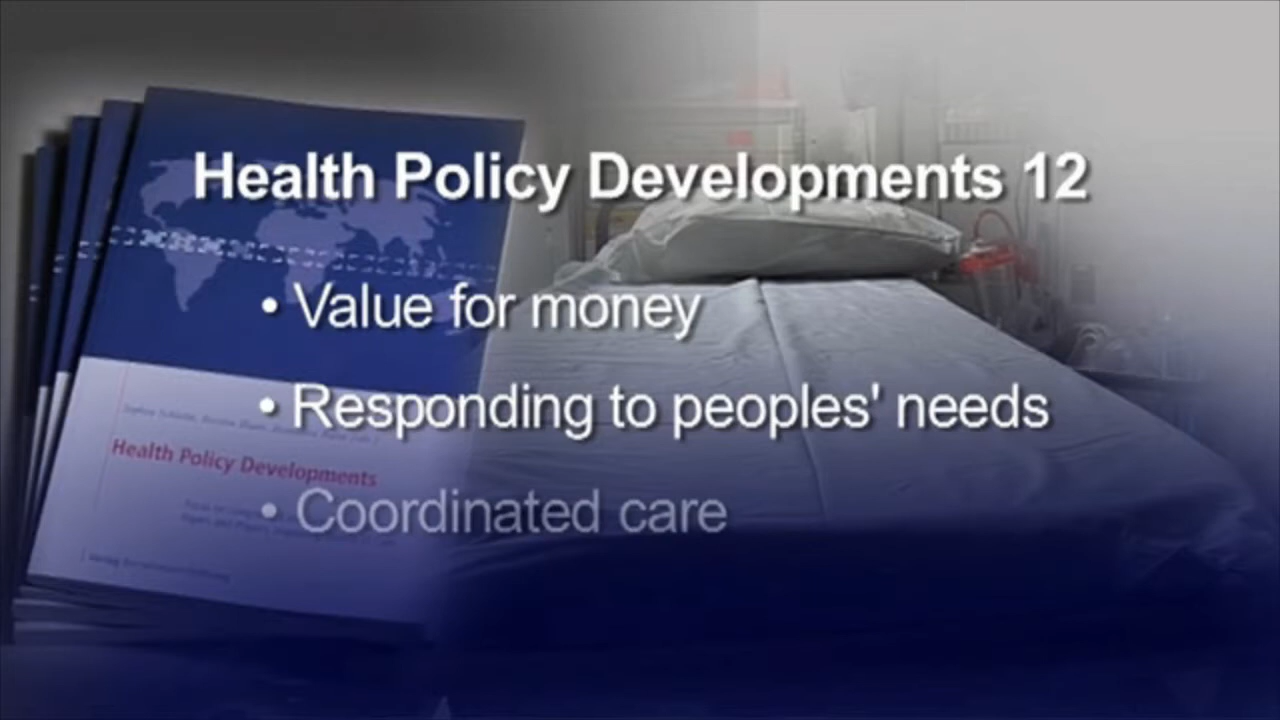 Health Policy Developments 12
• Value for money
• Responding to peoples' needs
• Coordinated care
Health Policy Developments